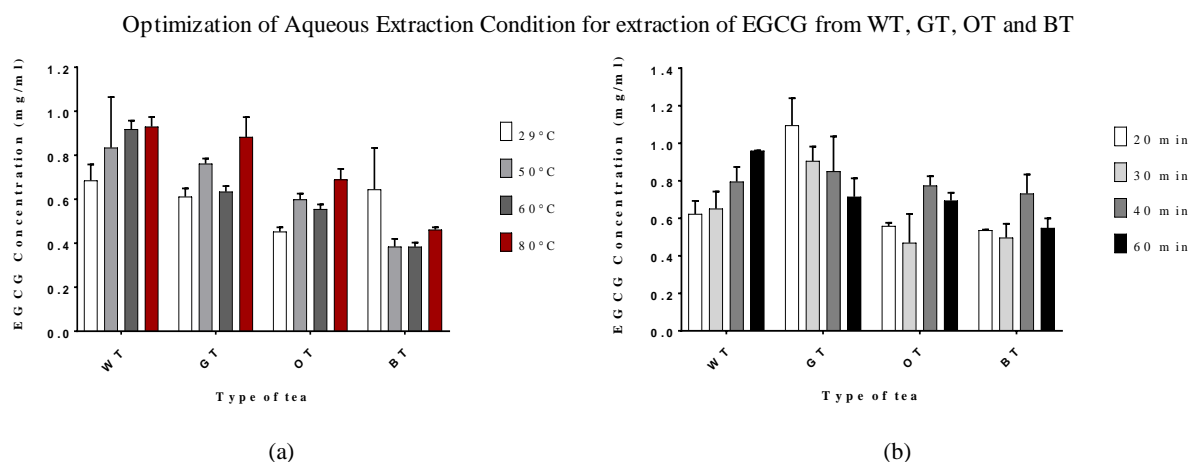 Optimization of Aqueous Extraction Condition for extraction of EGCG from WT, GT, OT and BT
EGCG Concentration (mg/ml)
1.2
1.0
0.8
0.6
0.4
0.2
0.0
WT
GT
OT
BT
Type of tea
29°C
50°C
60°C
80°C
(a)
EGCG Concentration (mg/ml)
1.4
1.2
1.0
0.8
0.6
0.4
0.2
0.0
WT
GT
OT
BT
Type of tea
20 min
30 min
40 min
60 min
(b)